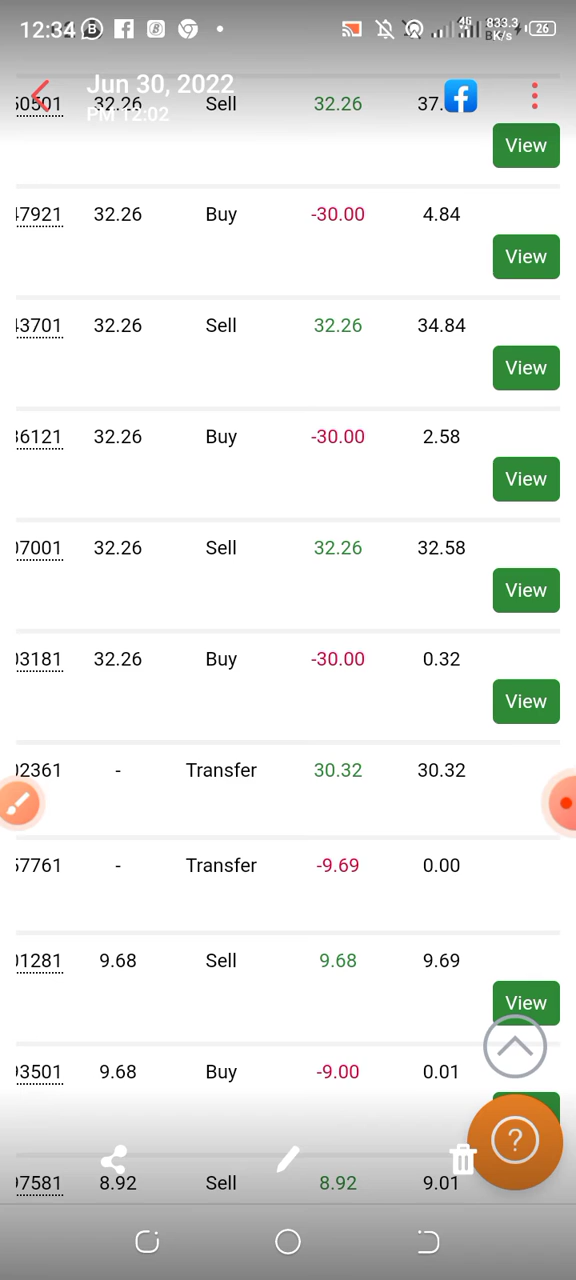 12:34 4G 833.3 K/s 26
Jun 30, 2022
PM 12:02
50501 32.26 Sell 32.26 37.
View
47921 32.26 Buy -30.00 4.84
View
43701 32.26 Sell 32.26 34.84
View
36121 32.26 Buy -30.00 2.58
View
07001 32.26 Sell 32.26 32.58
View
03181 32.26 Buy -30.00 0.32
View
02361 - Transfer 30.32 30.32
57761 - Transfer -9.69 0.00
01281 9.68 Sell 9.68 9.69
View
93501 9.68 Buy -9.00 0.01
97581 8.92 Sell 8.92 9.01